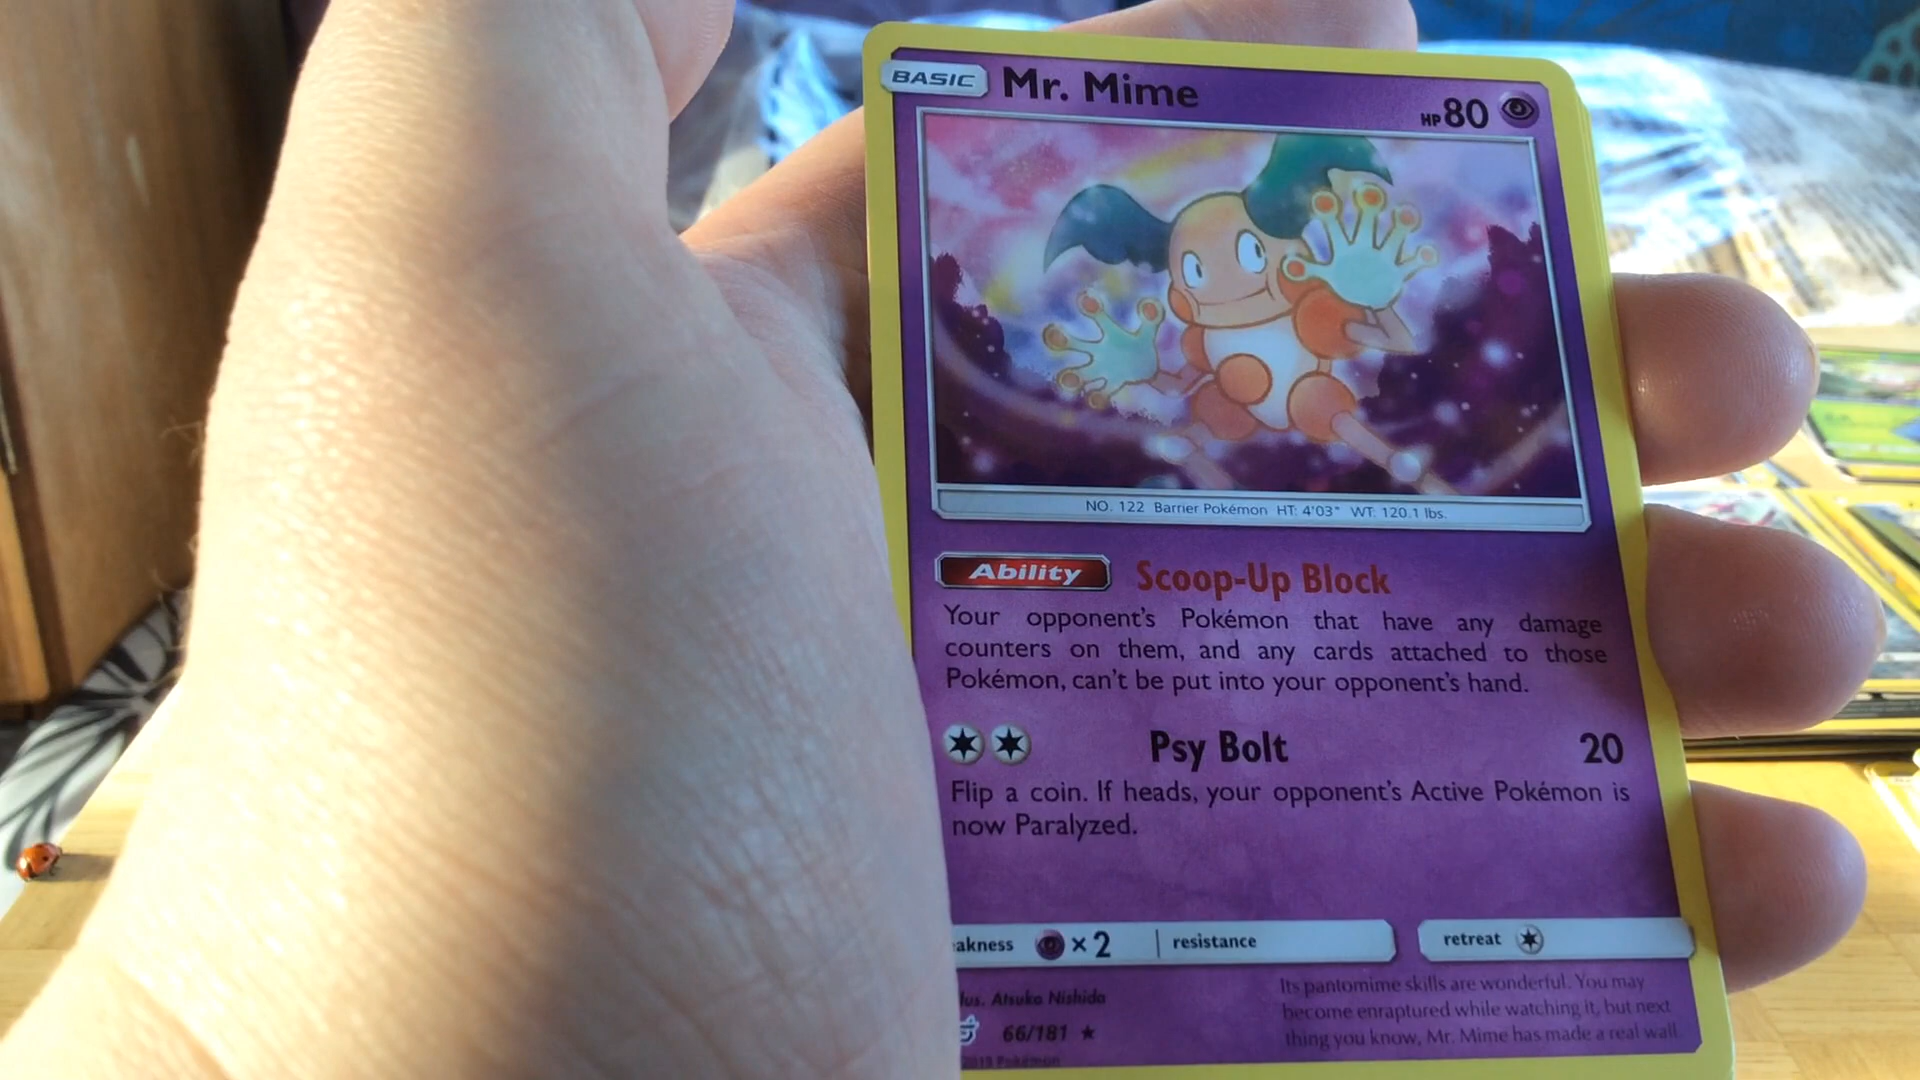 BASIC Mr. Mime HP 80
NO. 122 Barrier Pokémon HT: 4'03" WT: 120.1 lbs.
Ability Scoop-Up Block
Your opponent's Pokémon that have any damage
counters on them, and any cards attached to those
Pokémon, can't be put into your opponent's hand.
Psy Bolt 20
Flip a coin. If heads, your opponent's Active Pokémon is
now Paralyzed.
akness ×2 resistance retreat
lus. Atsuko Nishida
66/181 ★
Pokémon
Its pantomime skills are wonderful. You may
become enraptured while watching it, but next
thing you know, Mr. Mime has made a real wall.